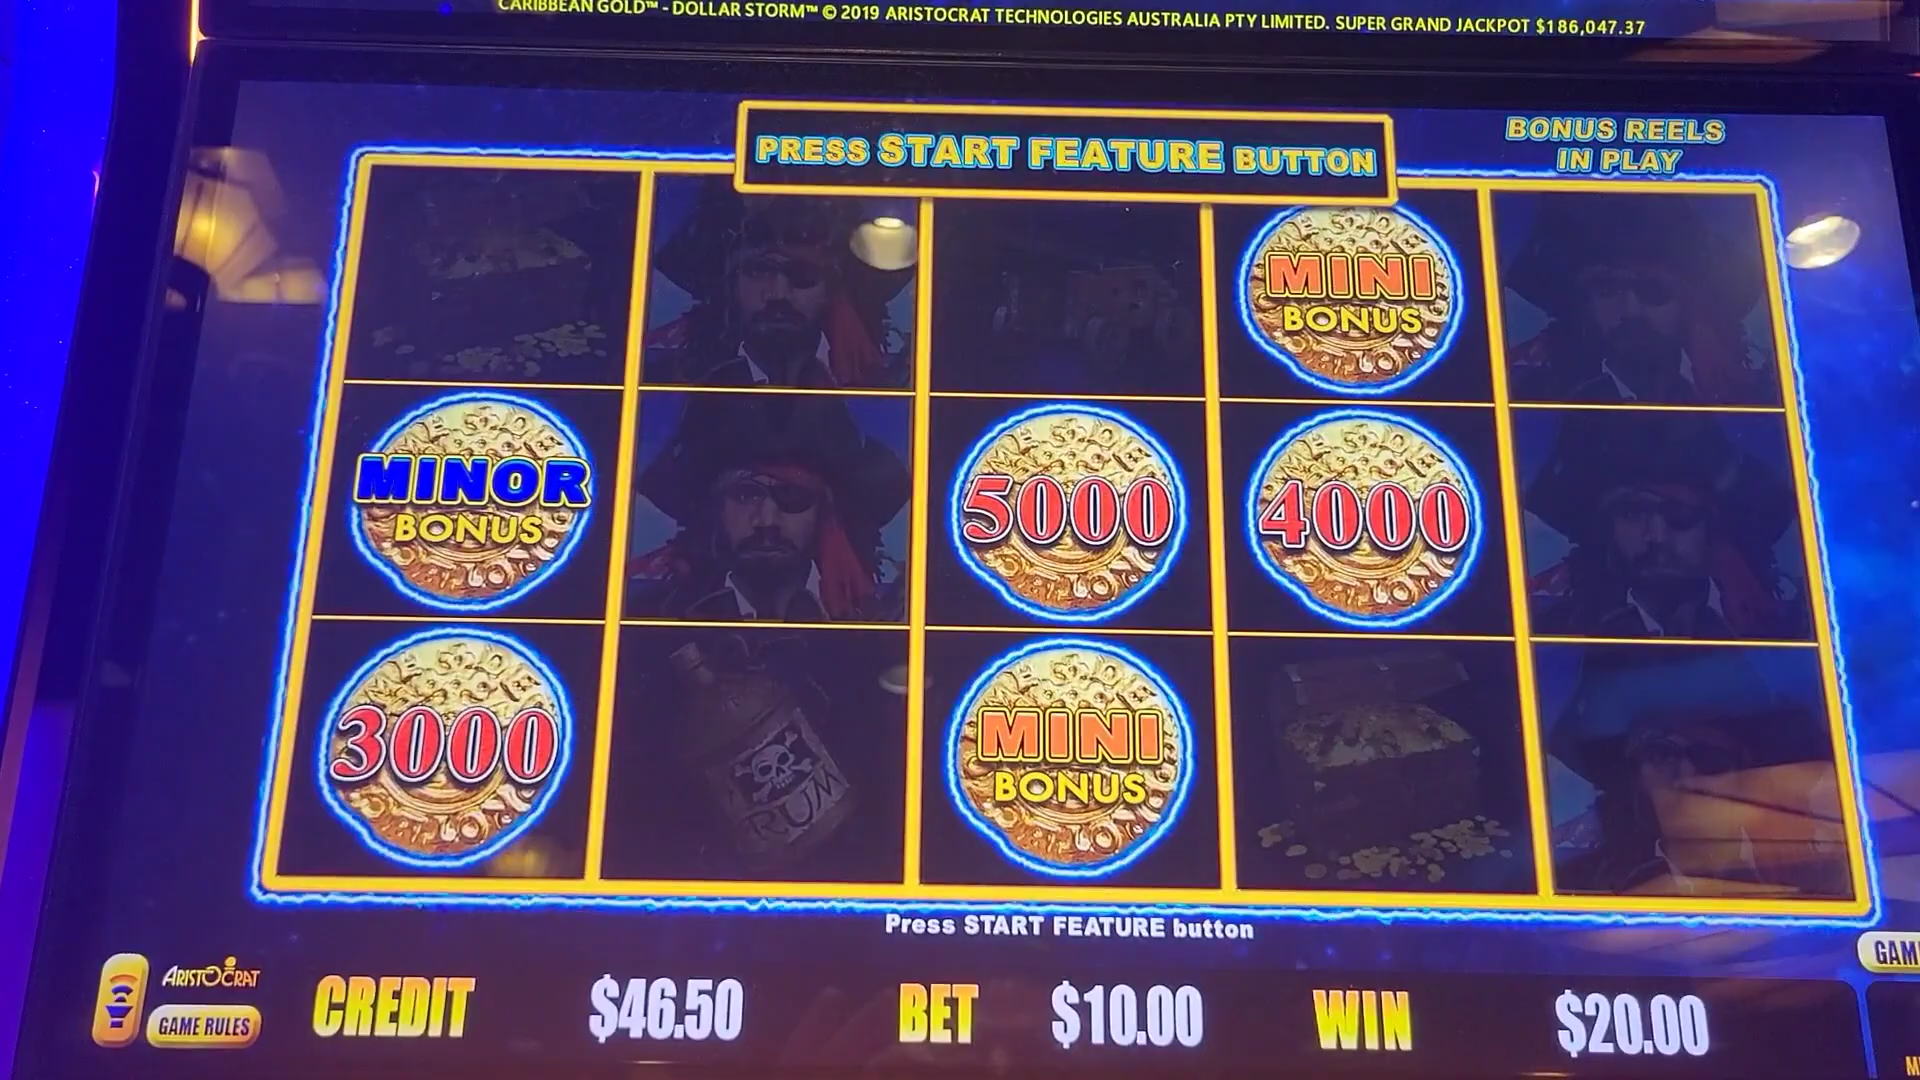 CARIBBEAN GOLD™ - DOLLAR STORM™ © 2019 ARISTOCRAT TECHNOLOGIES AUSTRALIA PTY LIMITED. SUPER GRAND JACKPOT $186,047.37
PRESS START FEATURE BUTTON
BONUS REELS
IN PLAY
MINI
BONUS
MINOR
BONUS
5000
4000
3000
MINI
BONUS
RUM
Press START FEATURE button
ARISTOCRAT
GAME RULES
CREDIT $46.50 BET $10.00 WIN $20.00